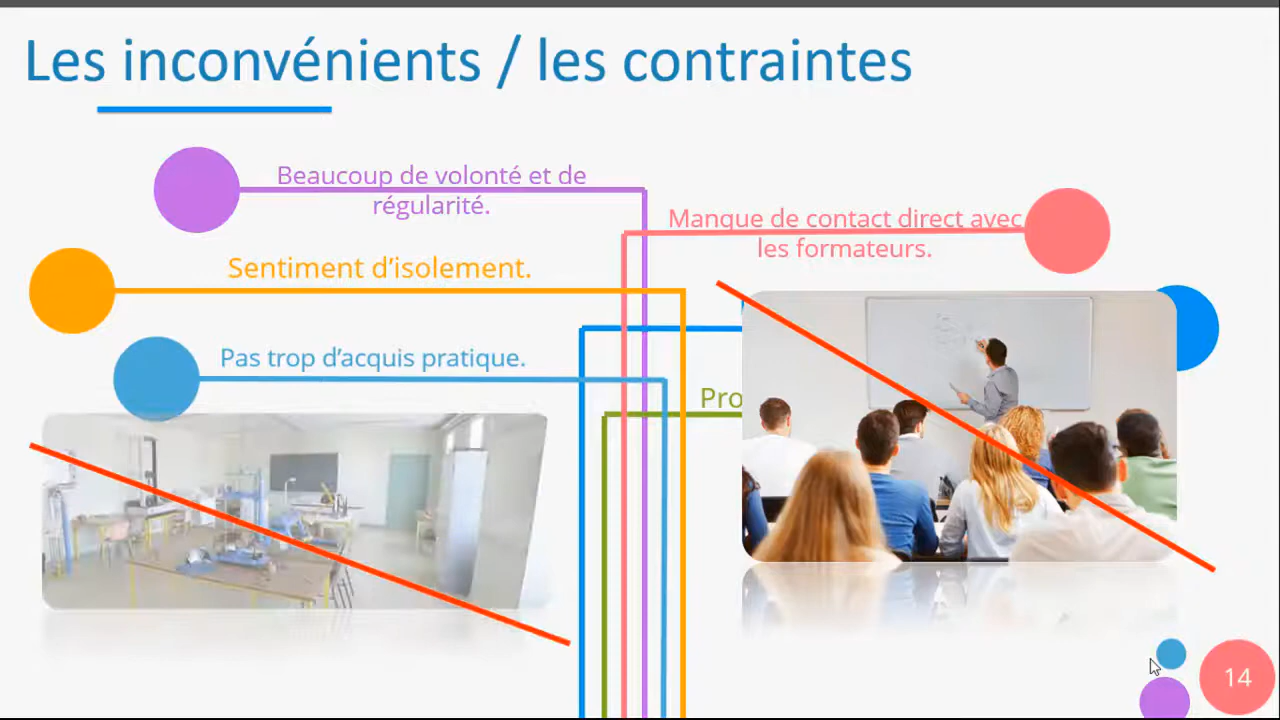 Les inconvénients / les contraintes
Beaucoup de volonté et de
régularité.
Manque de contact direct avec
les formateurs.
Sentiment d'isolement.
Pas trop d'acquis pratique.
Pro
14